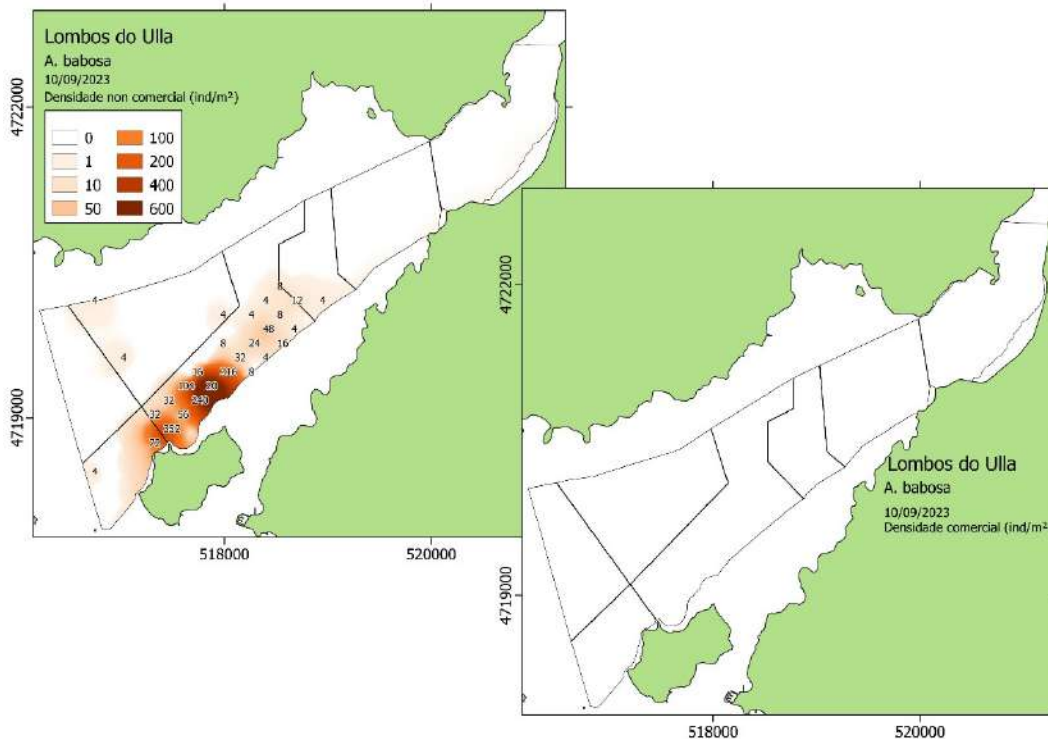 Lombos do Ulla
A. babosa
10/09/2023
Densidade non comercial (ind/m²)
0 100
1 200
10 400
50 600
4722000
4719000
518000 520000
4 12 4
4 4 8
48 4
8 24 16
32 4
8
32
32 56
352
77
4
4
4
Lombos do Ulla
A. babosa
10/09/2023
Densidade comercial (ind/m²
4722000
4719000
518000 520000